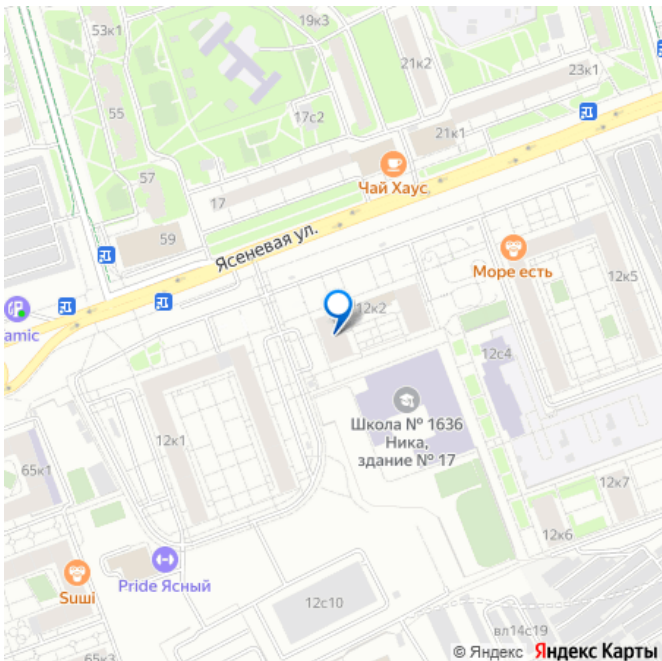 53к1
19к3
21к2
23к1
55
17с2
21к1
Чай Хаус
57
17
59
Ясеневая ул.
Море есть
12к5
amic
12к2
12с4
Школа № 1636
Ника,
здание № 17
12к1
65к1
12к7
12к6
Pride Ясный
Suшi
12с10
вл14с19
65к3
© Яндекс Яндекс Карты